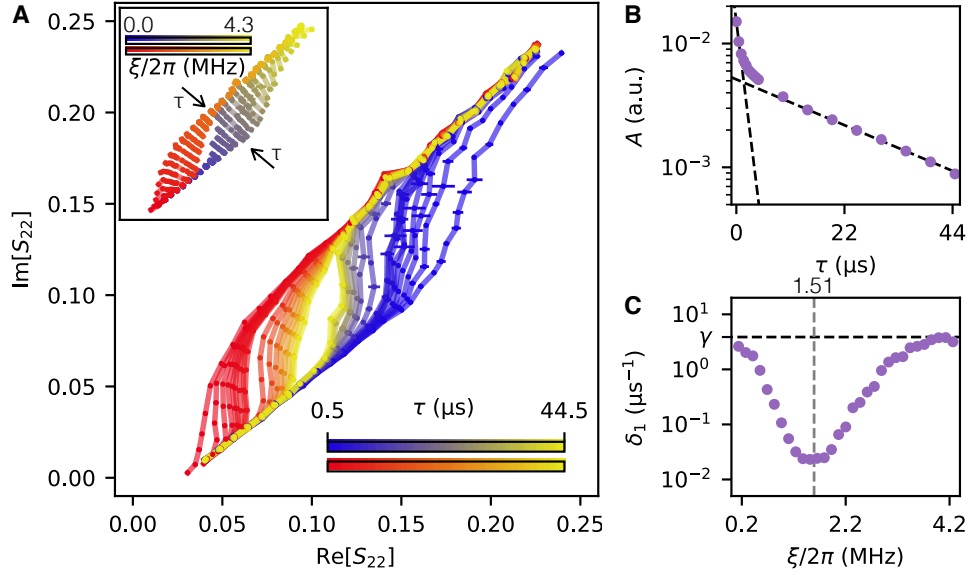 A
0.0 4.3
ξ/2π (MHz)
τ
τ
0.25
0.20
0.15
0.10
0.05
0.00
Im[S22]
τ (µs)
0.5 44.5
0.00 0.05 0.10 0.15 0.20 0.25
Re[S22]
B
10−2
10−3
A (a.u.)
0 22 44
τ (µs)
1.51
C
10¹
γ
10⁰
10−1
10−2
δ1 (µs−1)
0.2 2.2 4.2
ξ/2π (MHz)